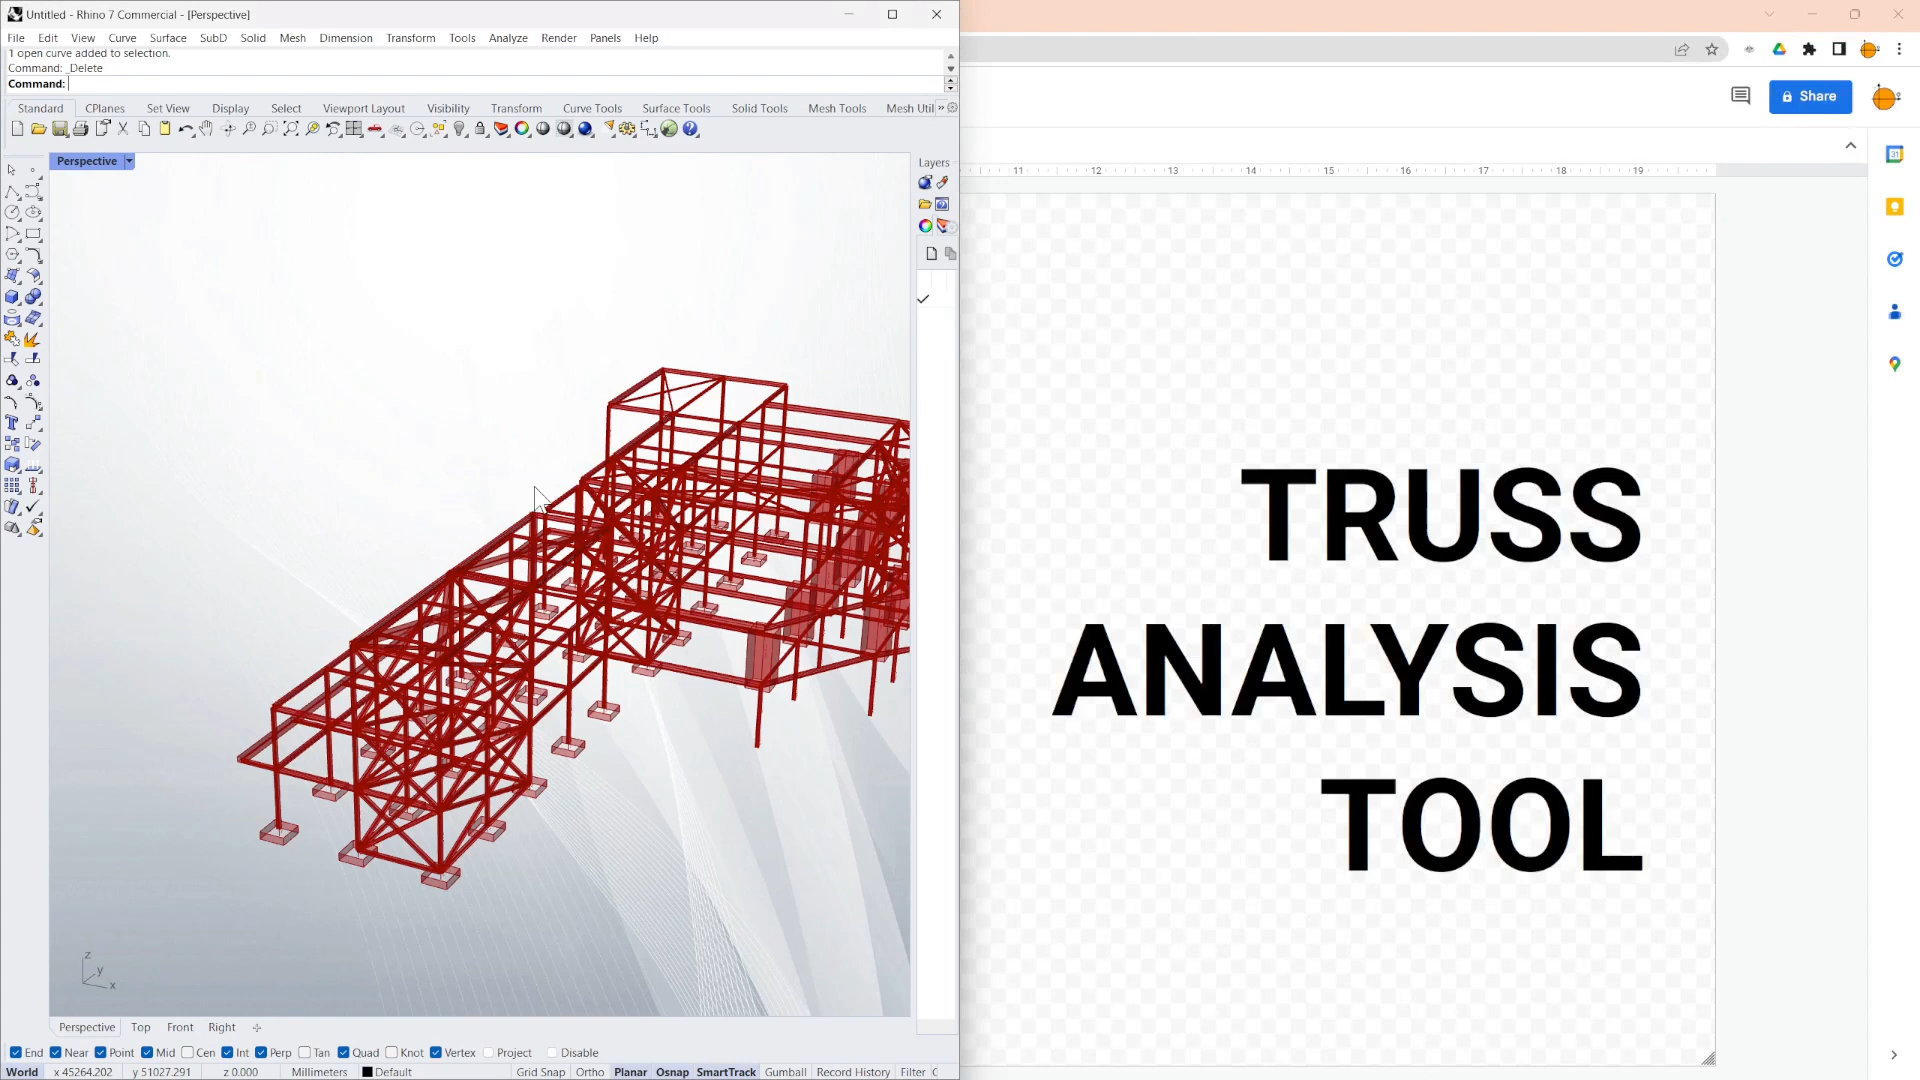 Untitled - Rhino 7 Commercial - [Perspective]
File Edit View Curve Surface SubD Solid Mesh Dimension Transform Tools Analyze Render Panels Help
1 open curve added to selection.
Command: _Delete
Command:
Standard CPlanes Set View Display Select Viewport Layout Visibility Transform Curve Tools Surface Tools Solid Tools Mesh Tools Mesh Util »
Share
Perspective
Layers
11 12 13 14 15 16 17 18 19
31
TRUSS
ANALYSIS
TOOL
z
y
x
Perspective Top Front Right
End Near Point Mid Cen Int Perp Tan Quad Knot Vertex Project Disable
World x 45264.202 y 51027.291 z 0.000 Millimeters Default Grid Snap Ortho Planar Osnap SmartTrack Gumball Record History Filter C